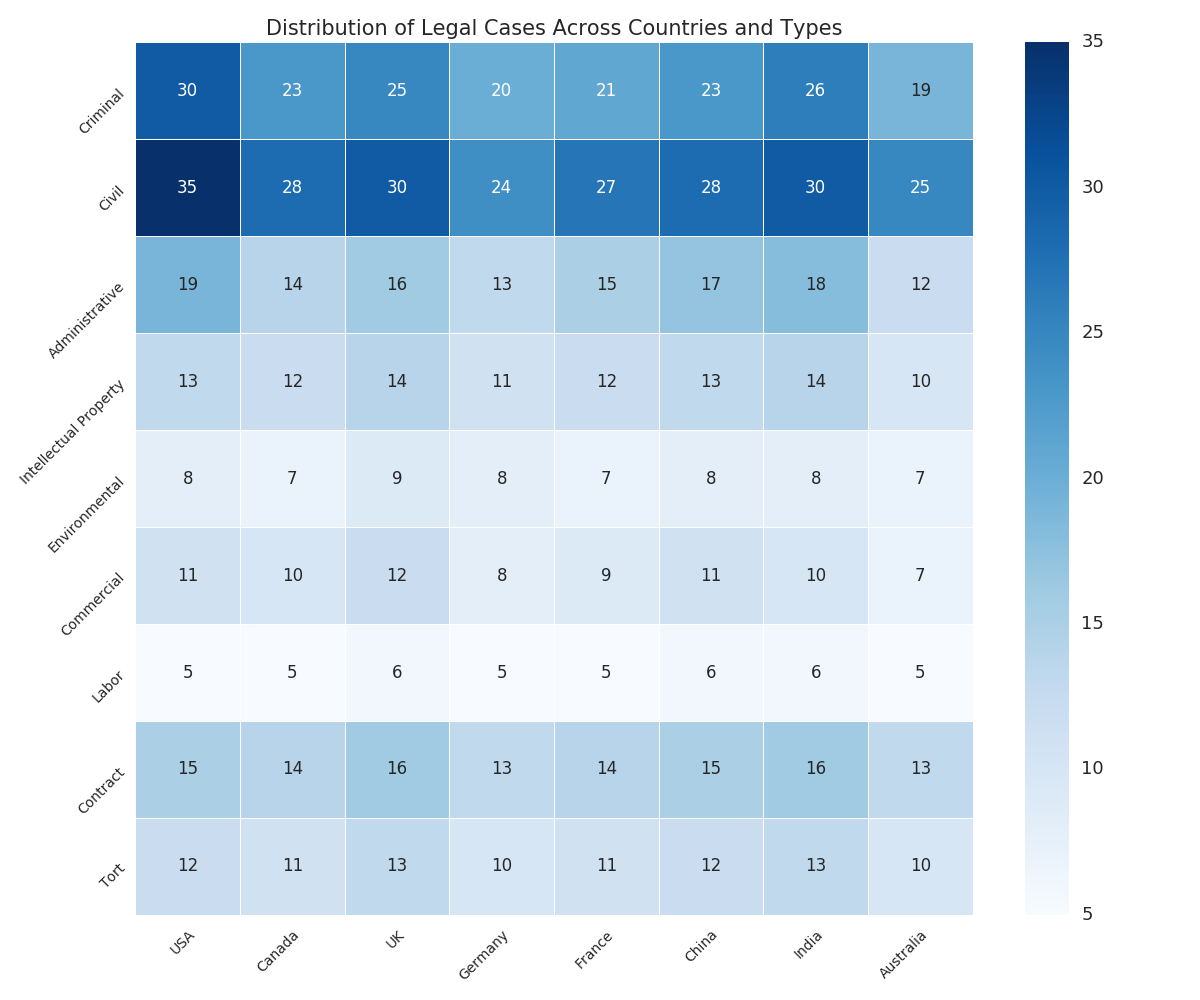 Distribution of Legal Cases Across Countries and Types
Criminal 30 23 25 20 21 23 26 19
Civil 35 28 30 24 27 28 30 25
Administrative 19 14 16 13 15 17 18 12
Intellectual Property 13 12 14 11 12 13 14 10
Environmental 8 7 9 8 7 8 8 7
Commercial 11 10 12 8 9 11 10 7
Labor 5 5 6 5 5 6 6 5
Contract 15 14 16 13 14 15 16 13
Tort 12 11 13 10 11 12 13 10
USA Canada UK Germany France China India Australia
35
30
25
20
15
10
5